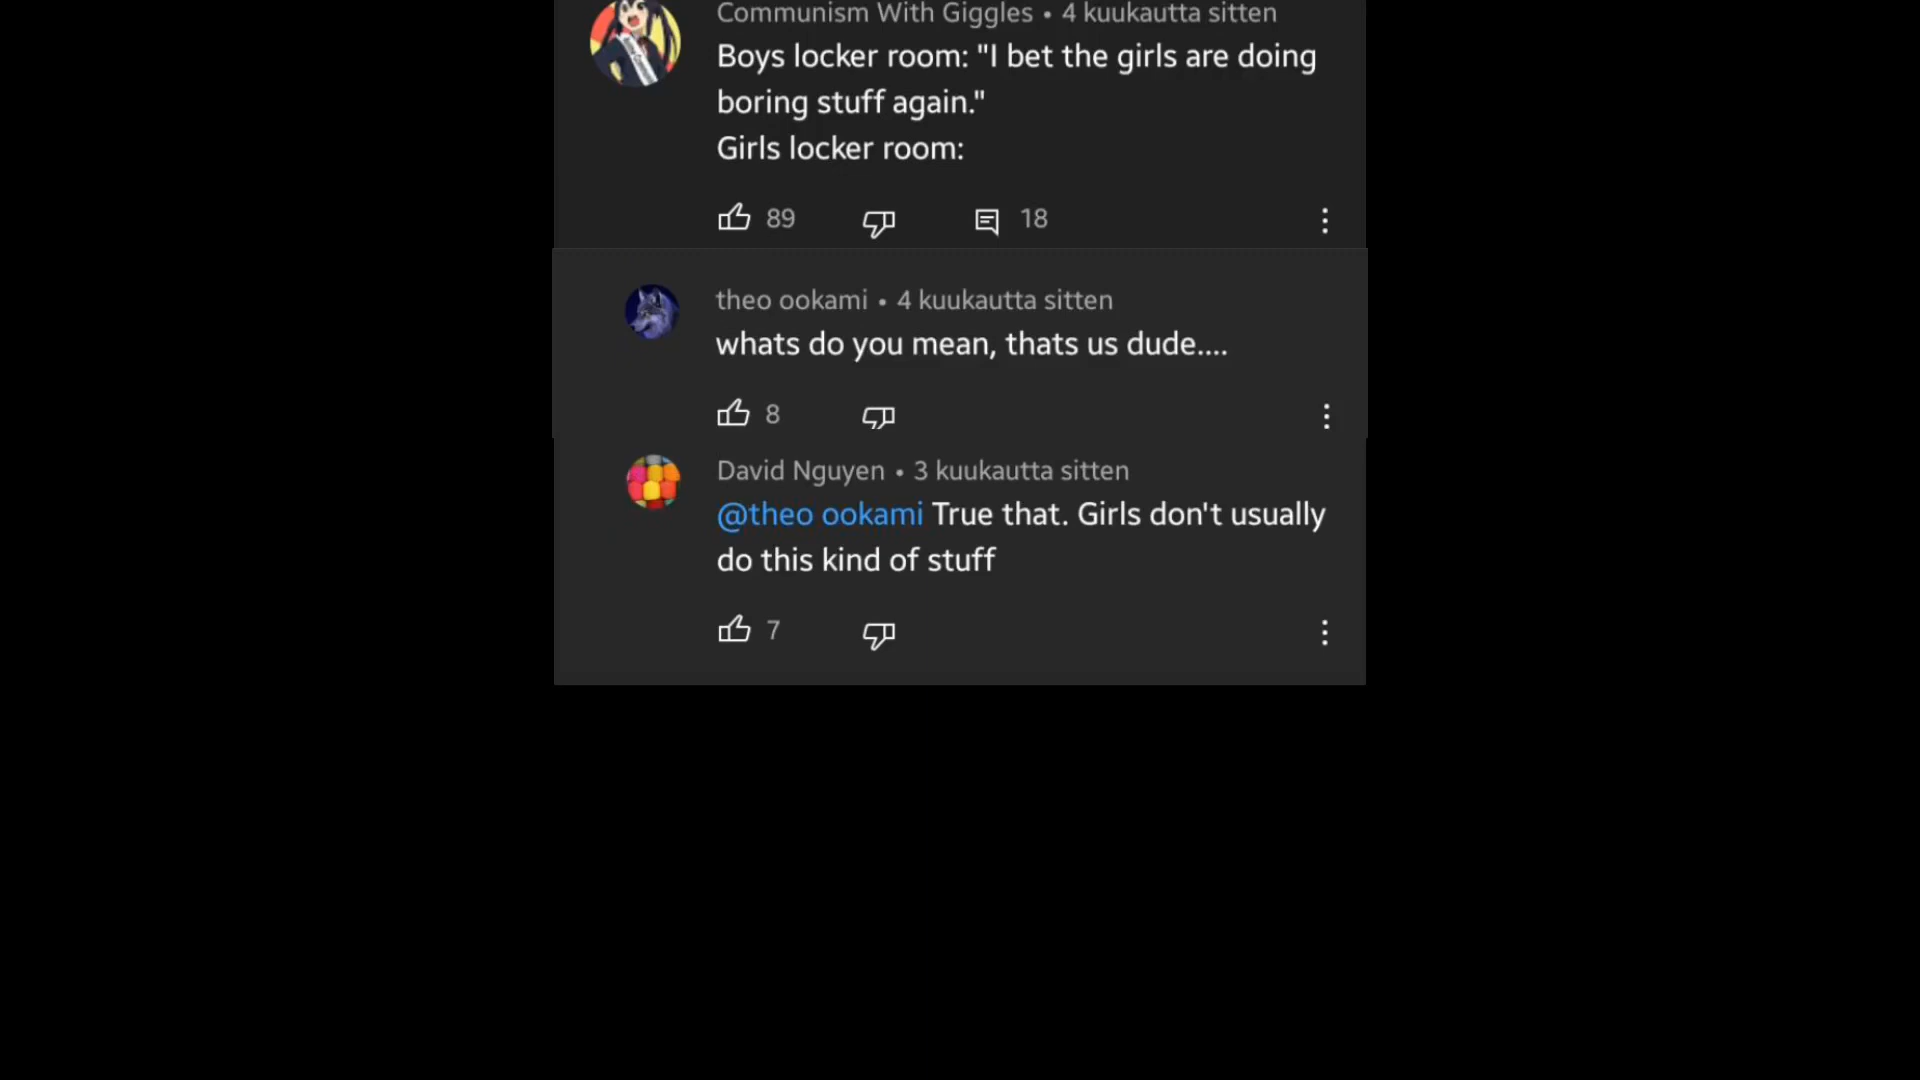 Communism With Giggles • 4 kuukautta sitten
Boys locker room: "I bet the girls are doing
boring stuff again."
Girls locker room:
89 18
theo ookami • 4 kuukautta sitten
whats do you mean, thats us dude....
8
David Nguyen • 3 kuukautta sitten
@theo ookami True that. Girls don't usually
do this kind of stuff
7